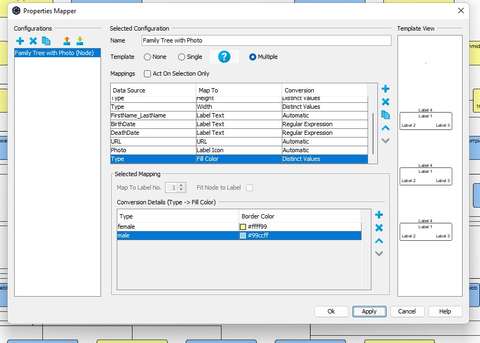 Properties Mapper
Configurations
Family Tree with Photo (Node)
Selected Configuration
Name Family Tree with Photo
Template None Single ? Multiple
Mappings Act On Selection Only
Data Source Map To Conversion
Type Height Distinct Values
Type Width Distinct Values
FirstName_LastName Label Text Automatic
BirthDate Label Text Regular Expression
DeathDate Label Text Regular Expression
URL URL Automatic
Photo Label Icon Automatic
Type Fill Color Distinct Values
Selected Mapping
Map To Label No. 1 Fit Node to Label
Conversion Details (Type -> Fill Color)
Type Border Color
female #ffff99
male #99ccff
Template View
Label 4
Label 1
Label 2 Label 3
Label 4
Label 1
Label 2 Label 3
Label 4
Label 1
Label 2 Label 3
Ok Apply Cancel Help